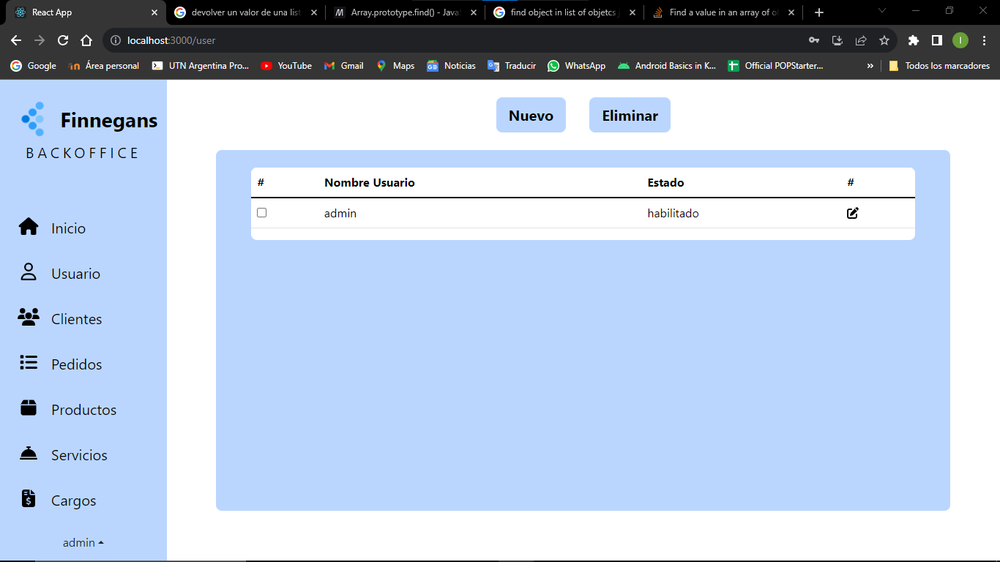 React App
devolver un valor de una list
Array.prototype.find() - Java
find object in list of objetcs j
Find a value in an array of ob
localhost:3000/user
I
Google
Área personal
UTN Argentina Pro...
YouTube
Gmail
Maps
Noticias
Traducir
WhatsApp
Android Basics in K...
Official POPStarter...
»
Todos los marcadores
Finnegans
BACKOFFICE
Inicio
Usuario
Clientes
Pedidos
Productos
Servicios
Cargos
admin
Nuevo Eliminar
# Nombre Usuario Estado #
admin habilitado